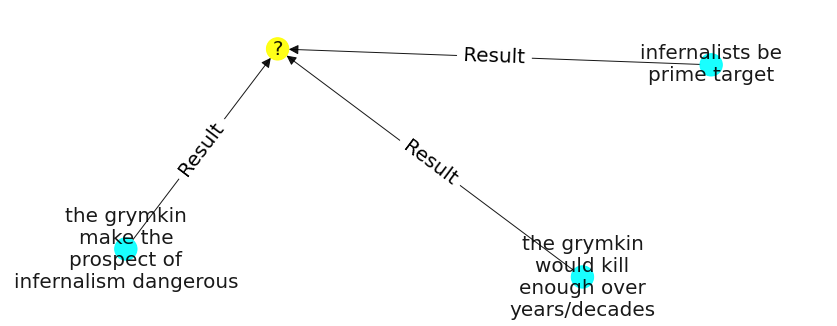 ?
Result
infernalists be
prime target
Result
Result
the grymkin
make the
prospect of
infernalism dangerous
the grymkin
would kill
enough over
years/decades